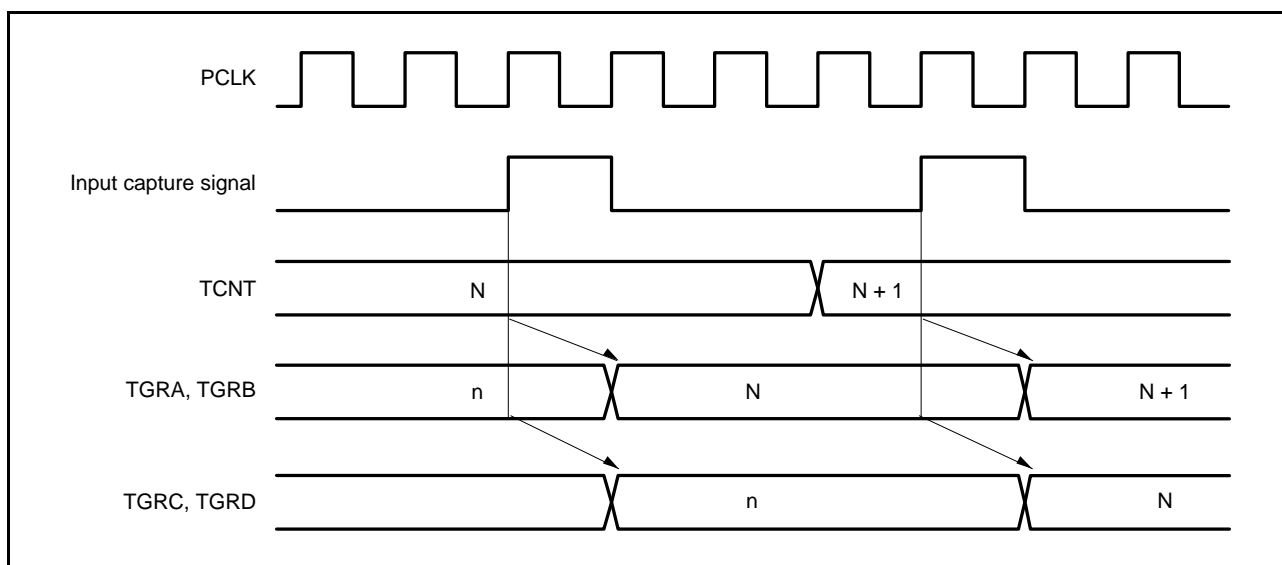 PCLK
Input capture signal
TCNT
N
N + 1
TGRA, TGRB
n
N
N + 1
TGRC, TGRD
n
N